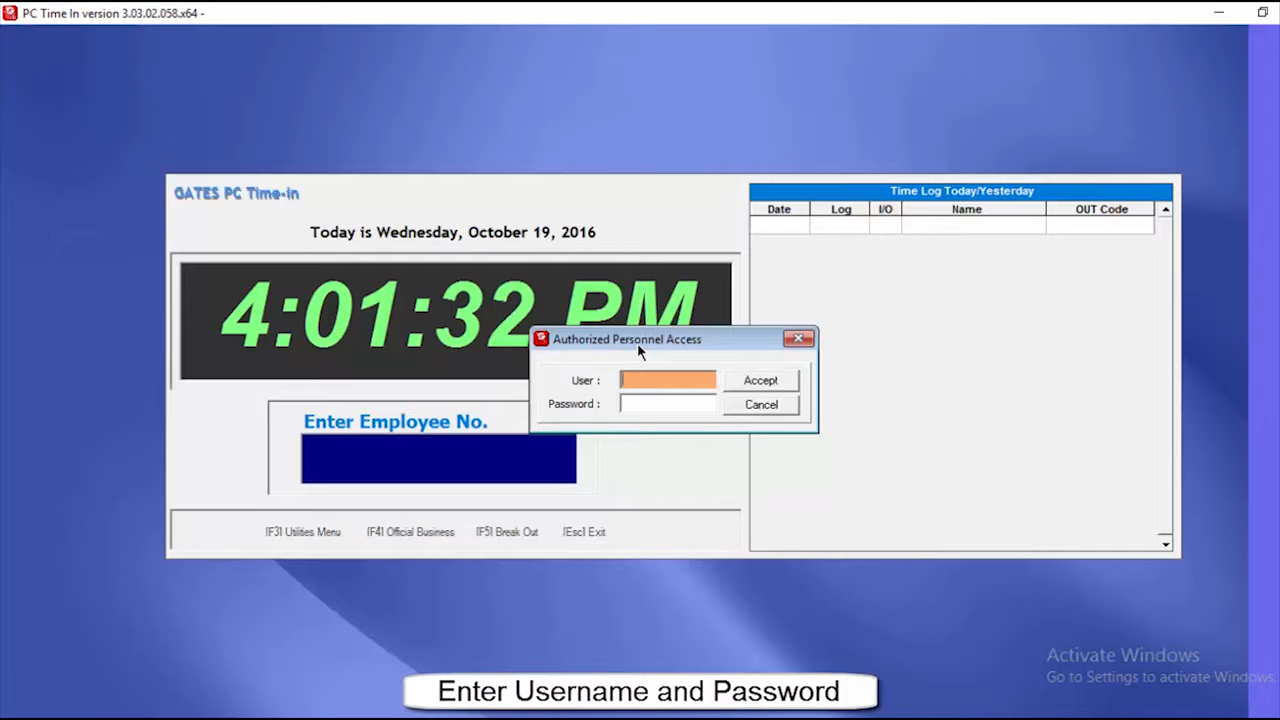 PC Time In version 3.03.02.058.x64 -
GATES PC Time-In
Today is Wednesday, October 19, 2016
4:01:32 PM
Enter Employee No.
[F3] Utilities Menu [F4] Official Business [F5] Break Out [Esc] Exit
Time Log Today/Yesterday
Date Log I/O Name OUT Code
Authorized Personnel Access
User : Accept
Password : Cancel
Activate Windows
Go to Settings to activate Windows.
Enter Username and Password